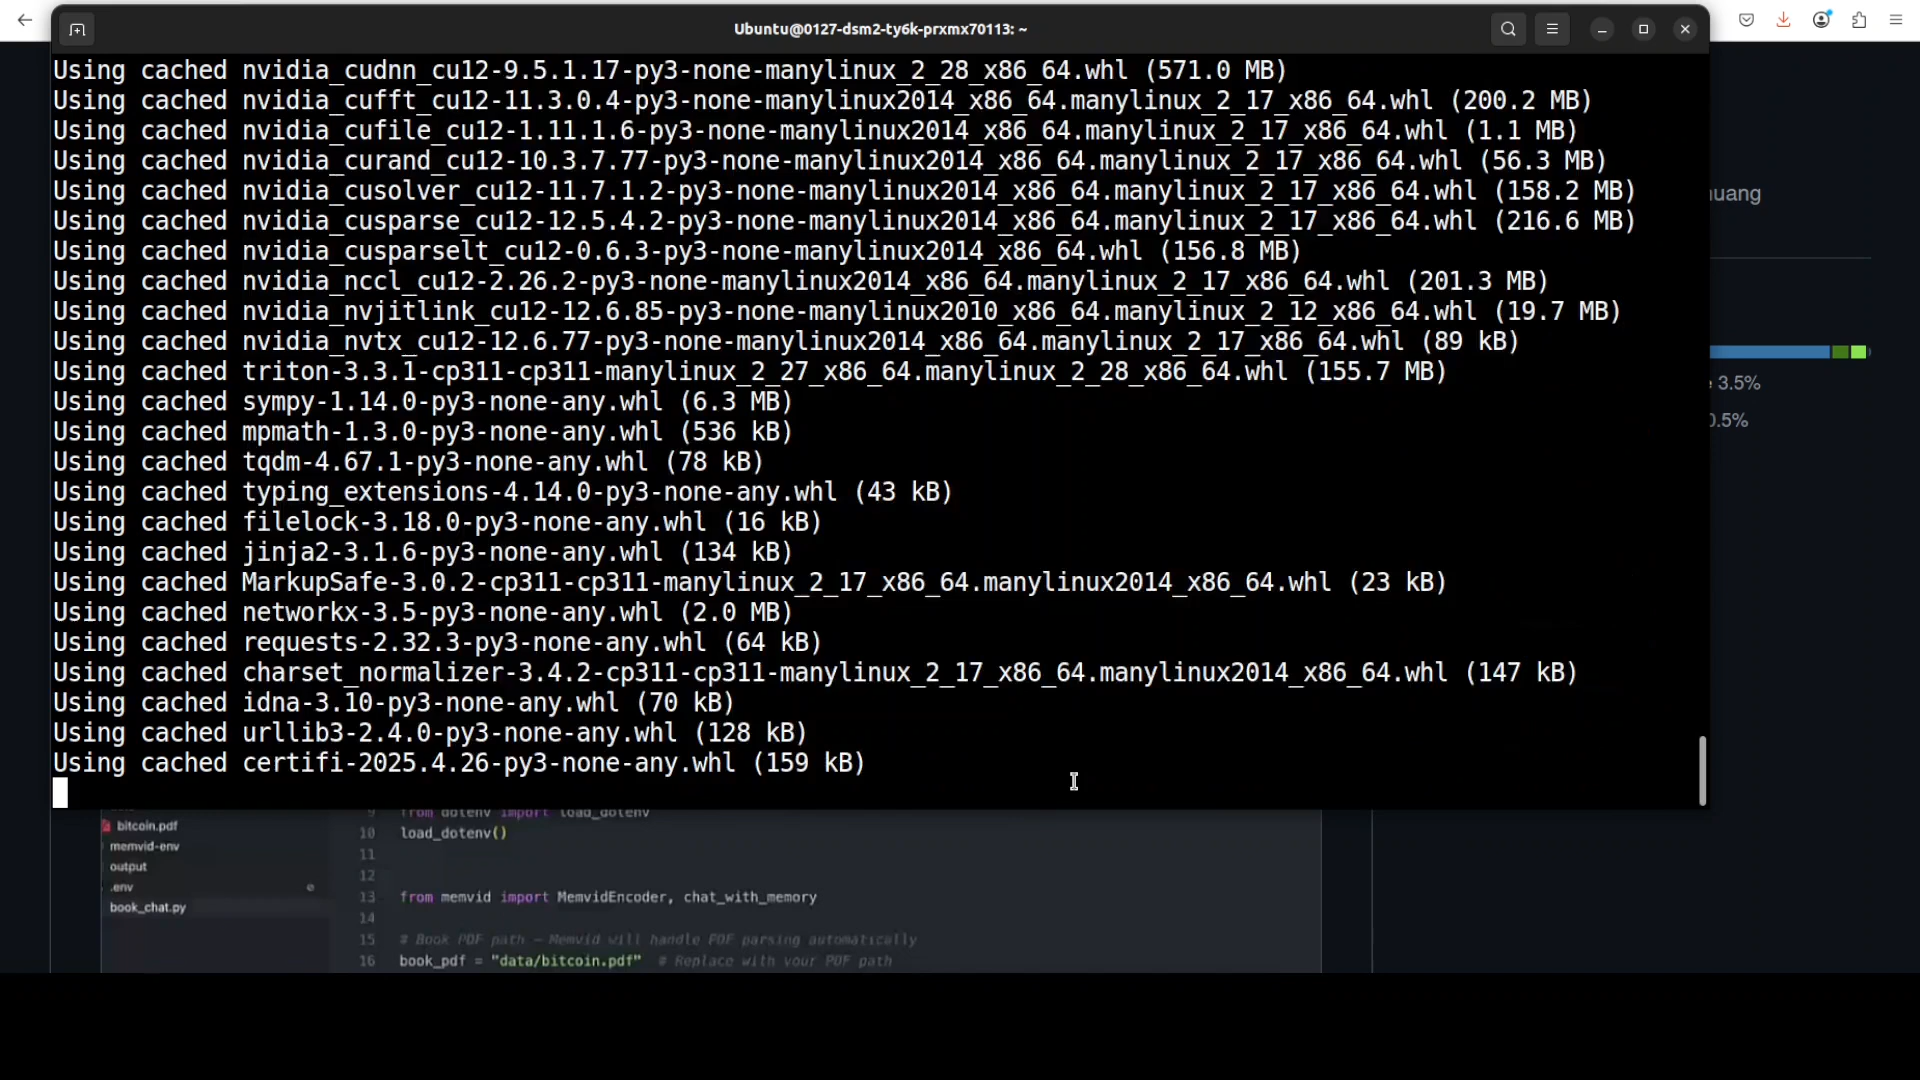 Ubuntu@0127-dsm2-ty6k-prxmx70113: ~
Using cached nvidia_cudnn_cu12-9.5.1.17-py3-none-manylinux_2_28_x86_64.whl (571.0 MB)
Using cached nvidia_cufft_cu12-11.3.0.4-py3-none-manylinux2014_x86_64.manylinux_2_17_x86_64.whl (200.2 MB)
Using cached nvidia_cufile_cu12-1.11.1.6-py3-none-manylinux2014_x86_64.manylinux_2_17_x86_64.whl (1.1 MB)
Using cached nvidia_curand_cu12-10.3.7.77-py3-none-manylinux2014_x86_64.manylinux_2_17_x86_64.whl (56.3 MB)
Using cached nvidia_cusolver_cu12-11.7.1.2-py3-none-manylinux2014_x86_64.manylinux_2_17_x86_64.whl (158.2 MB)
Using cached nvidia_cusparse_cu12-12.5.4.2-py3-none-manylinux2014_x86_64.manylinux_2_17_x86_64.whl (216.6 MB)
Using cached nvidia_cusparselt_cu12-0.6.3-py3-none-manylinux2014_x86_64.whl (156.8 MB)
Using cached nvidia_nccl_cu12-2.26.2-py3-none-manylinux2014_x86_64.manylinux_2_17_x86_64.whl (201.3 MB)
Using cached nvidia_nvjitlink_cu12-12.6.85-py3-none-manylinux2010_x86_64.manylinux_2_12_x86_64.whl (19.7 MB)
Using cached nvidia_nvtx_cu12-12.6.77-py3-none-manylinux2014_x86_64.manylinux_2_17_x86_64.whl (89 kB)
Using cached triton-3.3.1-cp311-cp311-manylinux_2_27_x86_64.manylinux_2_28_x86_64.whl (155.7 MB)
Using cached sympy-1.14.0-py3-none-any.whl (6.3 MB)
Using cached mpmath-1.3.0-py3-none-any.whl (536 kB)
Using cached tqdm-4.67.1-py3-none-any.whl (78 kB)
Using cached typing_extensions-4.14.0-py3-none-any.whl (43 kB)
Using cached filelock-3.18.0-py3-none-any.whl (16 kB)
Using cached jinja2-3.1.6-py3-none-any.whl (134 kB)
Using cached MarkupSafe-3.0.2-cp311-cp311-manylinux_2_17_x86_64.manylinux2014_x86_64.whl (23 kB)
Using cached networkx-3.5-py3-none-any.whl (2.0 MB)
Using cached requests-2.32.3-py3-none-any.whl (64 kB)
Using cached charset_normalizer-3.4.2-cp311-cp311-manylinux_2_17_x86_64.manylinux2014_x86_64.whl (147 kB)
Using cached idna-3.10-py3-none-any.whl (70 kB)
Using cached urllib3-2.4.0-py3-none-any.whl (128 kB)
Using cached certifi-2025.4.26-py3-none-any.whl (159 kB)
uang
3.5%
0.5%
bitcoin.pdf
memvid-env
output
.env
book_chat.py
9 from dotenv import load_dotenv
10 load_dotenv()
11
12
13 from memvid import MemvidEncoder, chat_with_memory
14
15 # Book PDF path — Memvid will handle PDF parsing automatically
16 book_pdf = "data/bitcoin.pdf" # Replace with your PDF path